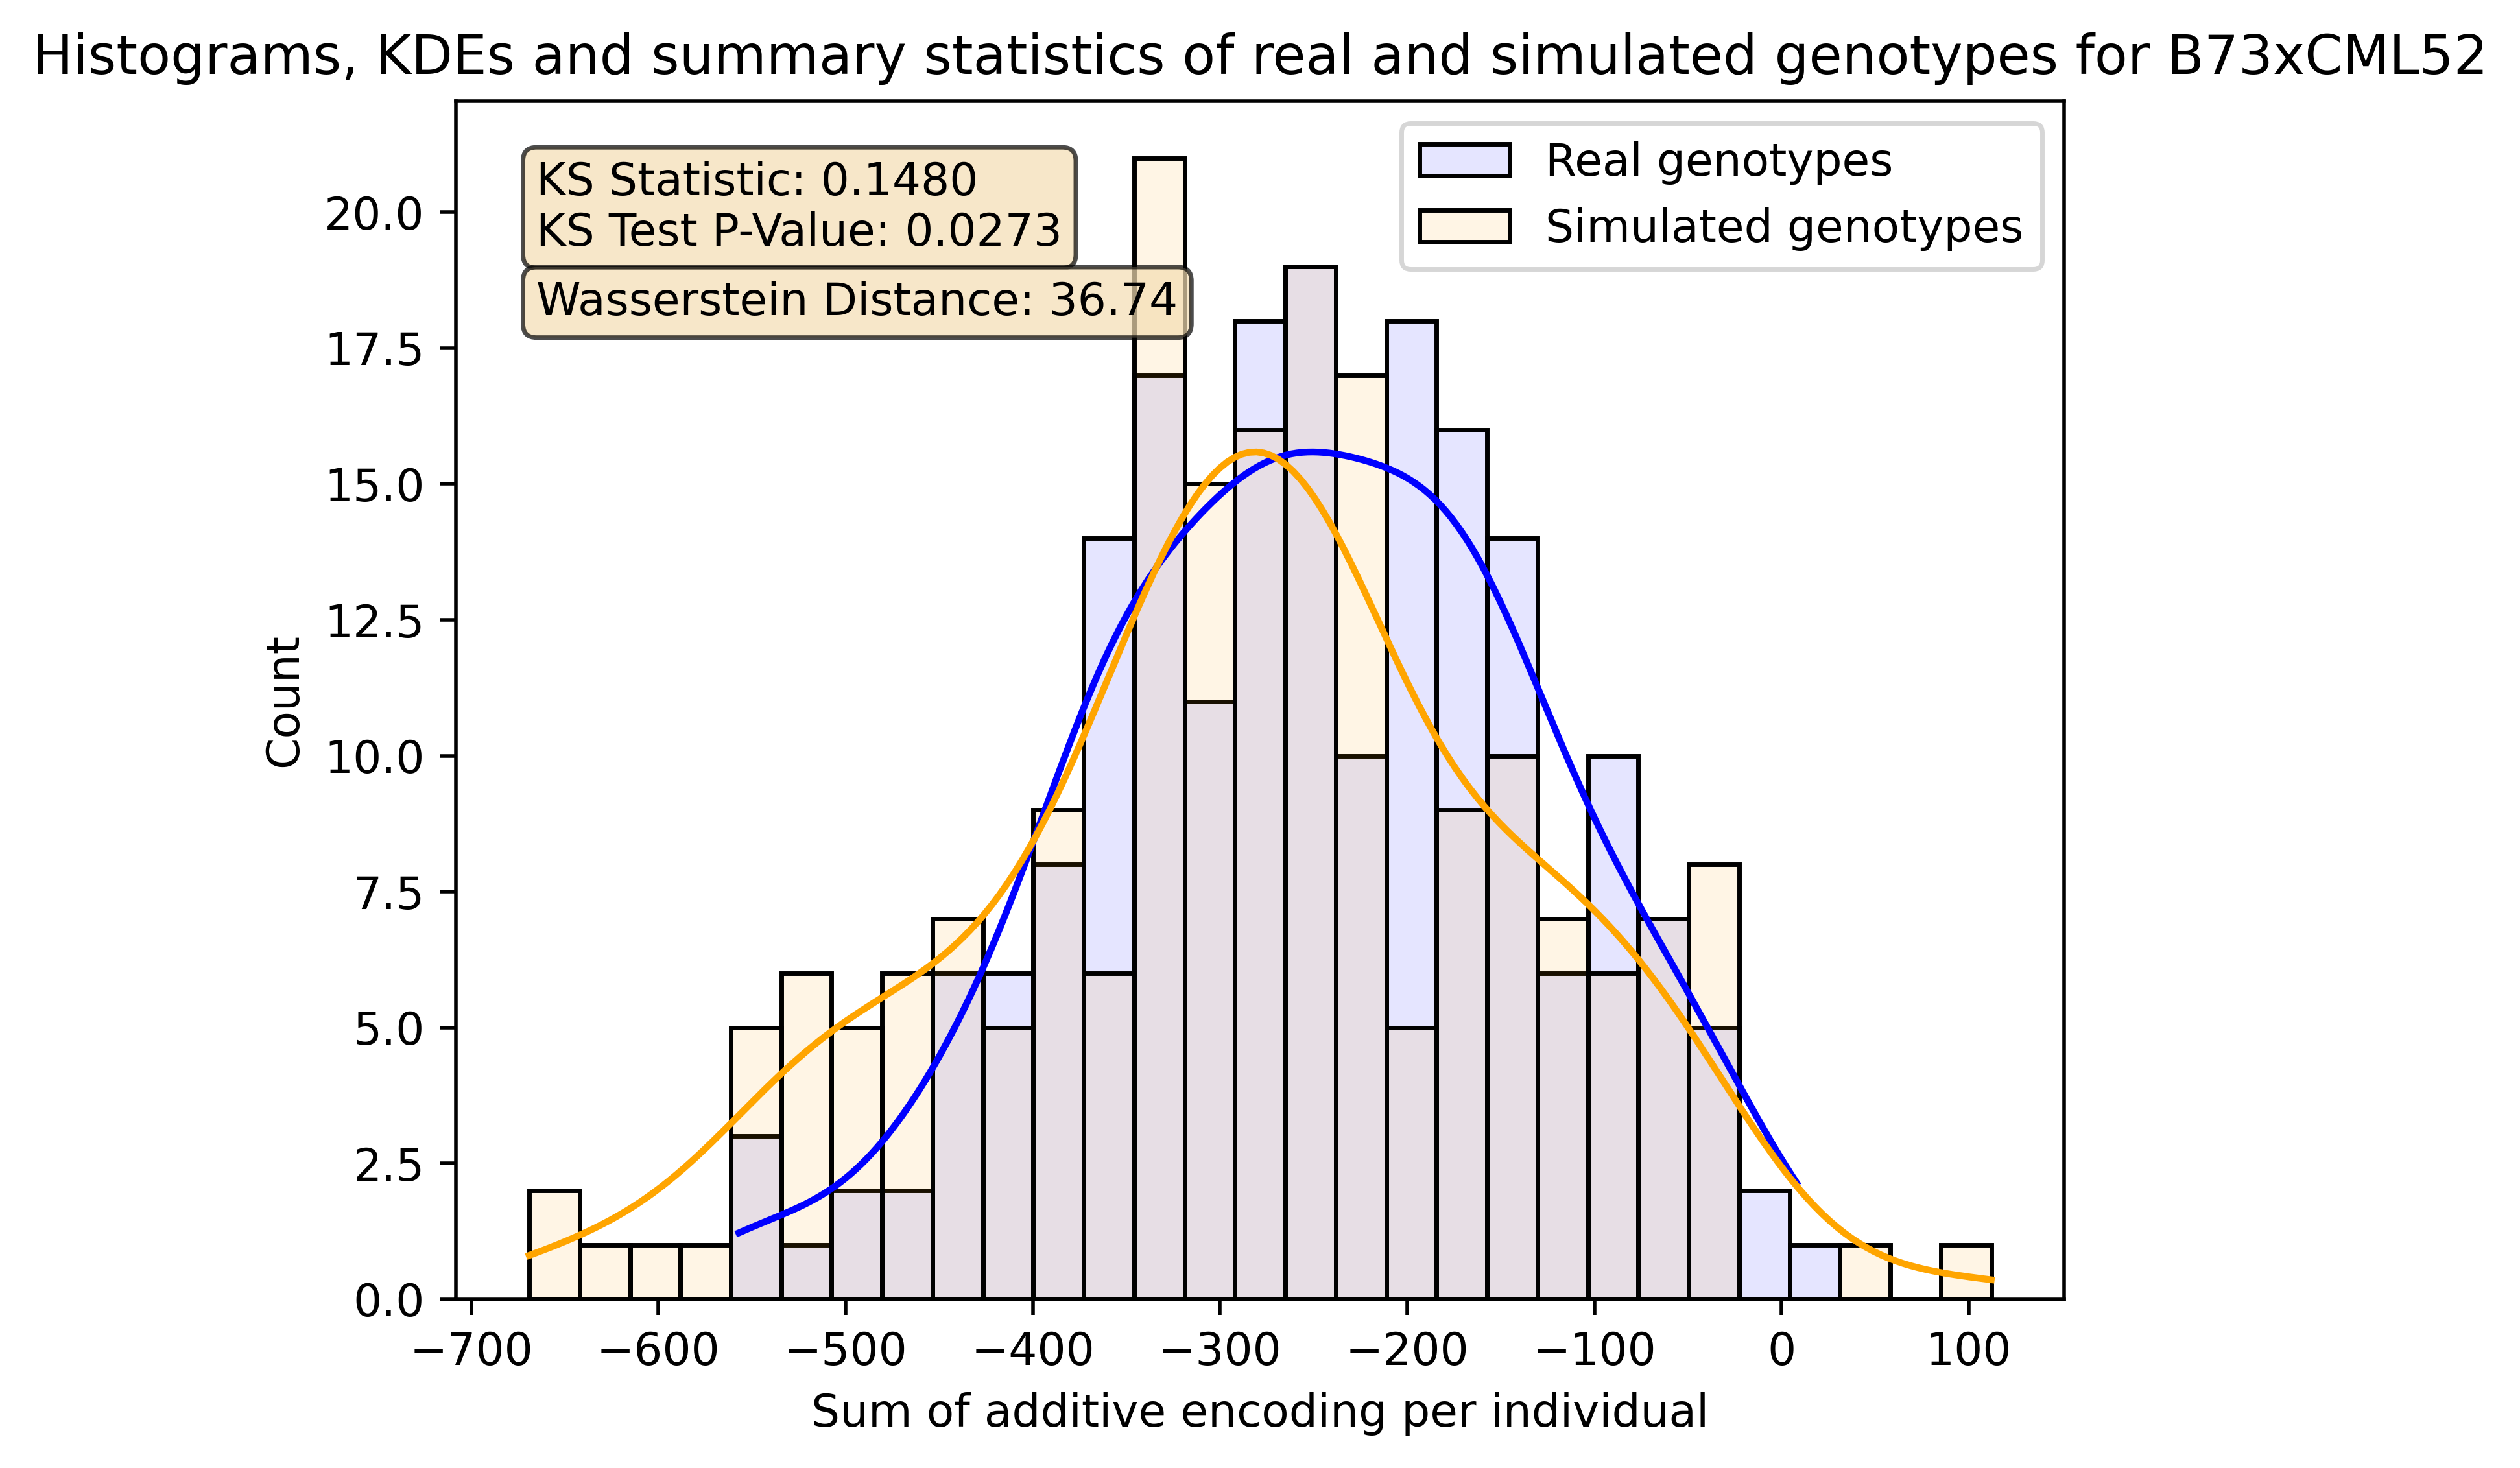 Histograms, KDEs and summary statistics of real and simulated genotypes for B73xCML52
KS Statistic: 0.1480
KS Test P-Value: 0.0273
Wasserstein Distance: 36.74
Real genotypes
Simulated genotypes
Count
20.0
17.5
15.0
12.5
10.0
7.5
5.0
2.5
0.0
−700 −600 −500 −400 −300 −200 −100 0 100
Sum of additive encoding per individual